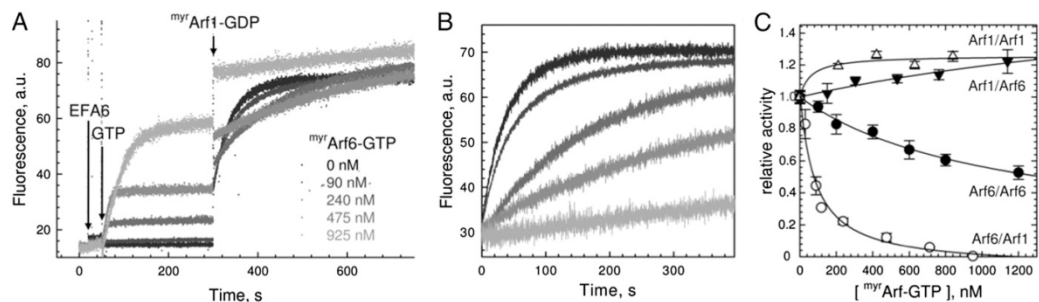 A
Fluorescence, a.u.
80
60
40
20
EFA6
GTP
myrArf1-GDP
myrArf6-GTP
0 nM
90 nM
240 nM
475 nM
925 nM
0 200 400 600
Time, s
B
Fluorescence, a.u.
70
60
50
40
30
0 100 200 300
Time, s
C
relative activity
1.4
1.2
1
0.8
0.6
0.4
0.2
0
Arf1/Arf1
Arf1/Arf6
Arf6/Arf6
Arf6/Arf1
0 200 400 600 800 1000 1200
[ myrArf-GTP ], nM